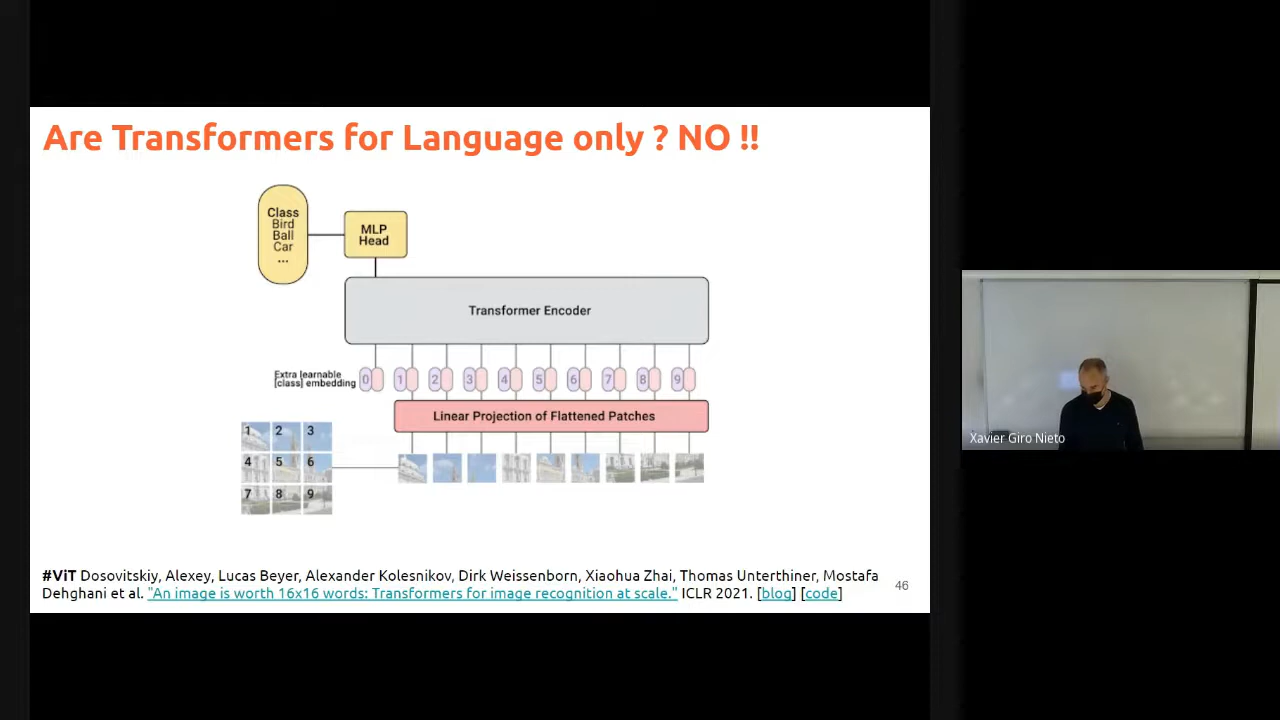 Are Transformers for Language only ? NO !!
Class
Bird
Ball
Car
...
MLP
Head
Transformer Encoder
Extra learnable
[class] embedding
0 1 2 3 4 5 6 7 8 9
Linear Projection of Flattened Patches
1 2 3
4 5 6
7 8 9
#ViT Dosovitskiy, Alexey, Lucas Beyer, Alexander Kolesnikov, Dirk Weissenborn, Xiaohua Zhai, Thomas Unterthiner, Mostafa
Dehghani et al. "An image is worth 16x16 words: Transformers for image recognition at scale." ICLR 2021. [blog] [code]
46
Xavier Giro Nieto